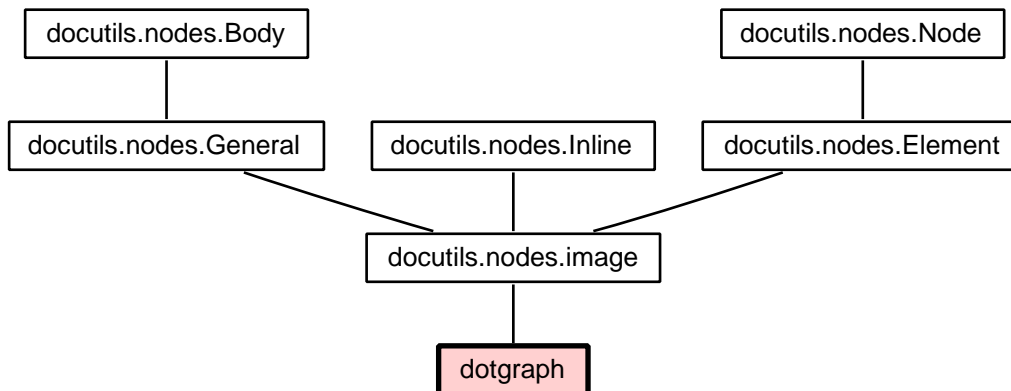 docutils.nodes.Body
docutils.nodes.Node
docutils.nodes.General
docutils.nodes.Inline
docutils.nodes.Element
docutils.nodes.image
dotgraph